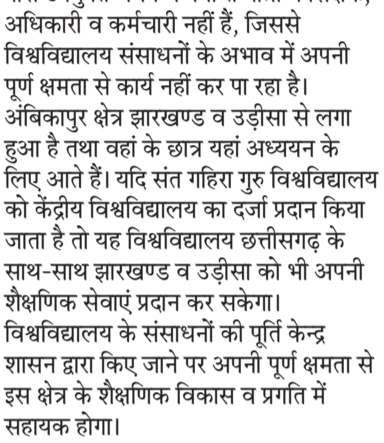 अधिकारी व कर्मचारी नहीं हैं, जिससे
विश्वविद्यालय संसाधनों के अभाव में अपनी
पूर्ण क्षमता से कार्य नहीं कर पा रहा है।
अंबिकापुर क्षेत्र झारखण्ड व उड़ीसा से लगा
हुआ है तथा वहां के छात्र यहां अध्ययन के
लिए आते हैं। यदि संत गहिरा गुरु विश्वविद्यालय
को केंद्रीय विश्वविद्यालय का दर्जा प्रदान किया
जाता है तो यह विश्वविद्यालय छत्तीसगढ़ के
साथ-साथ झारखण्ड व उड़ीसा को भी अपनी
शैक्षणिक सेवाएं प्रदान कर सकेगा।
विश्वविद्यालय के संसाधनों की पूर्ति केन्द्र
शासन द्वारा किए जाने पर अपनी पूर्ण क्षमता से
इस क्षेत्र के शैक्षणिक विकास व प्रगति में
सहायक होगा।